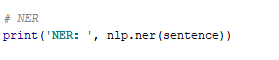 # NER
print('NER: ', nlp.ner(sentence))